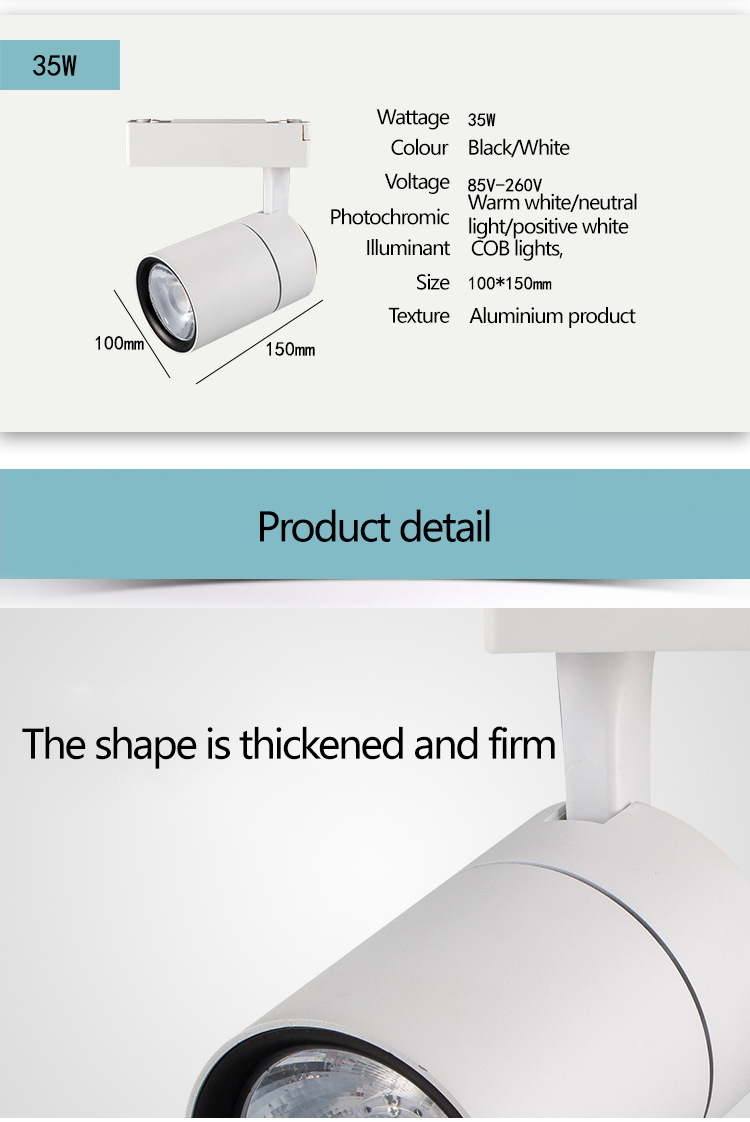 35W
Wattage 35W
Colour Black/White
Voltage 85V-260V
Photochromic Warm white/neutral
light/positive white
Illuminant COB lights,
Size 100*150mm
Texture Aluminium product
100mm
150mm
Product detail
The shape is thickened and firm